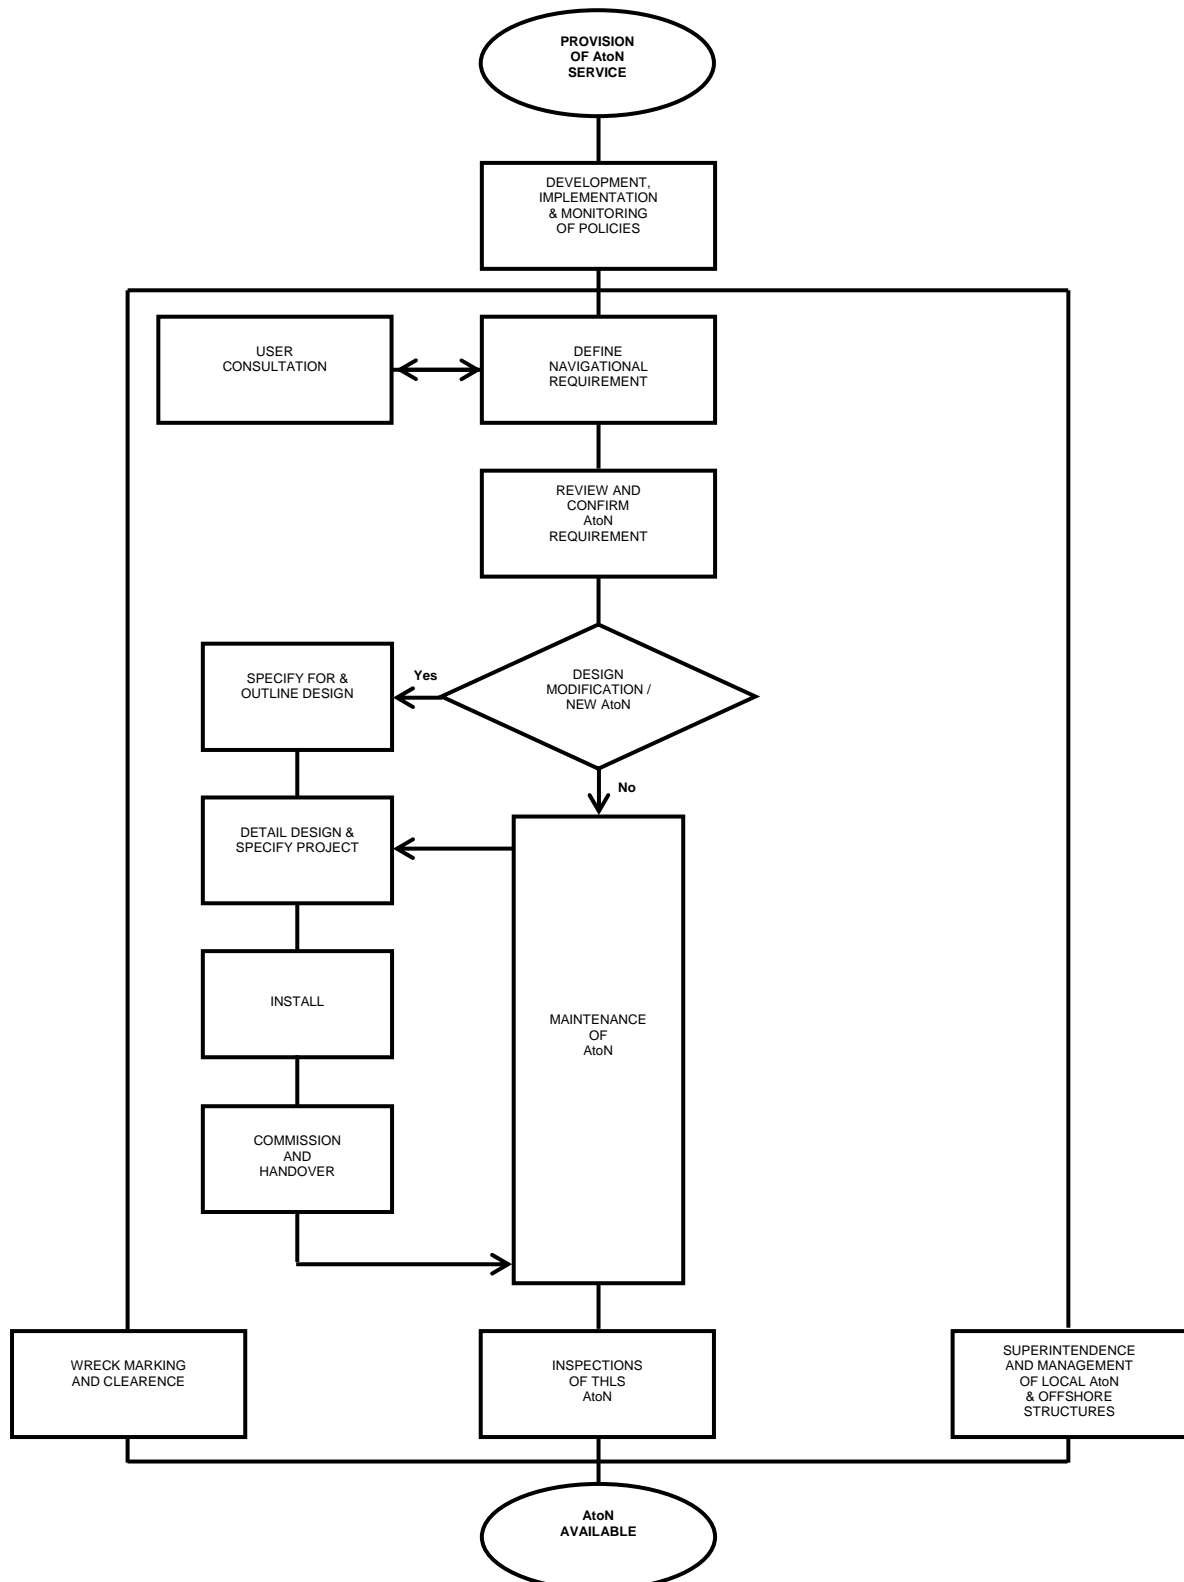 PROVISION
OF AtoN
SERVICE
DEVELOPMENT,
IMPLEMENTATION
& MONITORING
OF POLICIES
USER
CONSULTATION
DEFINE
NAVIGATIONAL
REQUIREMENT
REVIEW AND
CONFIRM
AtoN
REQUIREMENT
SPECIFY FOR &
OUTLINE DESIGN
Yes
DESIGN
MODIFICATION /
NEW AtoN
No
DETAIL DESIGN &
SPECIFY PROJECT
INSTALL
MAINTENANCE
OF
AtoN
COMMISSION
AND
HANDOVER
WRECK MARKING
AND CLEARENCE
INSPECTIONS
OF THLS
AtoN
SUPERINTENDENCE
AND MANAGEMENT
OF LOCAL AtoN
& OFFSHORE
STRUCTURES
AtoN
AVAILABLE